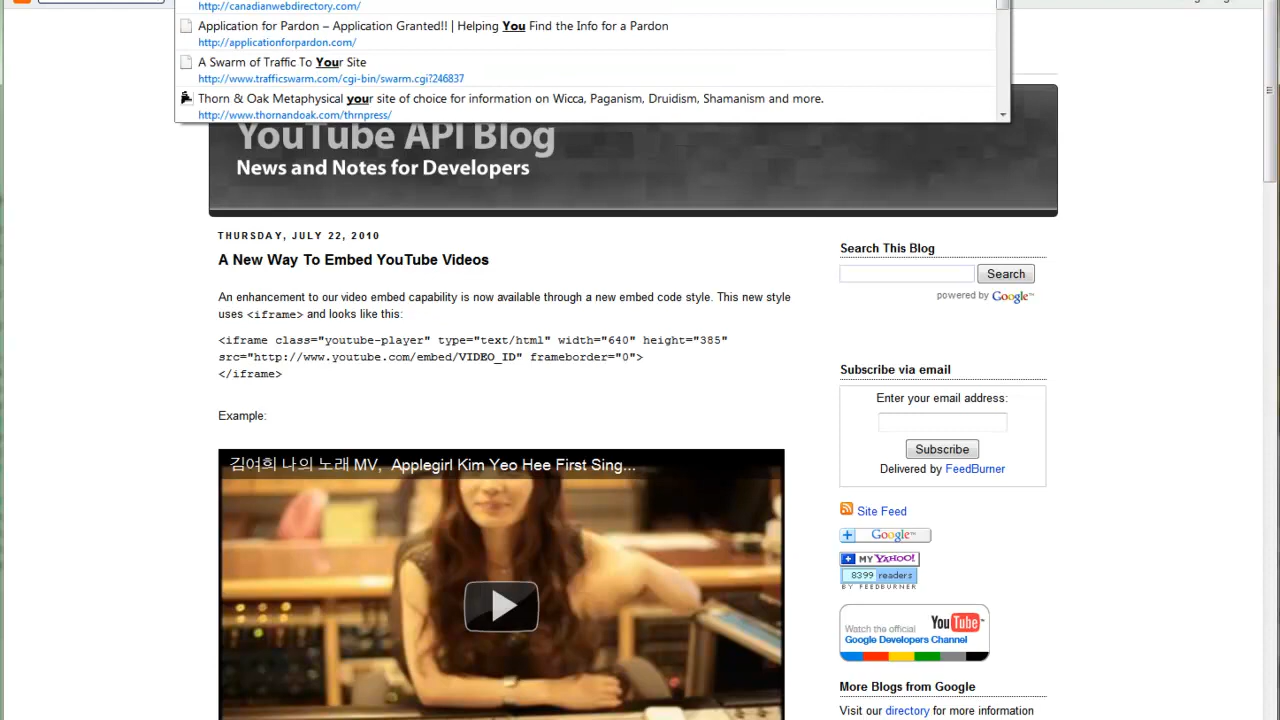 http://canadianwebdirectory.com/
Application for Pardon – Application Granted!! | Helping You Find the Info for a Pardon
http://applicationforpardon.com/
A Swarm of Traffic To Your Site
http://www.trafficswarm.com/cgi-bin/swarm.cgi?246837
Thorn & Oak Metaphysical your site of choice for information on Wicca, Paganism, Druidism, Shamanism and more.
http://www.thornandoak.com/thrnpress/
YouTube API Blog
News and Notes for Developers
THURSDAY, JULY 22, 2010
A New Way To Embed YouTube Videos
An enhancement to our video embed capability is now available through a new embed code style. This new style
uses <iframe> and looks like this:
<iframe class="youtube-player" type="text/html" width="640" height="385"
src="http://www.youtube.com/embed/VIDEO_ID" frameborder="0">
</iframe>
Example:
김여희 나의 노래 MV, Applegirl Kim Yeo Hee First Sing...
Search This Blog
Search
powered by Google™
Subscribe via email
Enter your email address:
Subscribe
Delivered by FeedBurner
Site Feed
+ Google™
+ MY YAHOO!
8399 readers
BY FEEDBURNER
Watch the official YouTube™
Google Developers Channel
More Blogs from Google
Visit our directory for more information